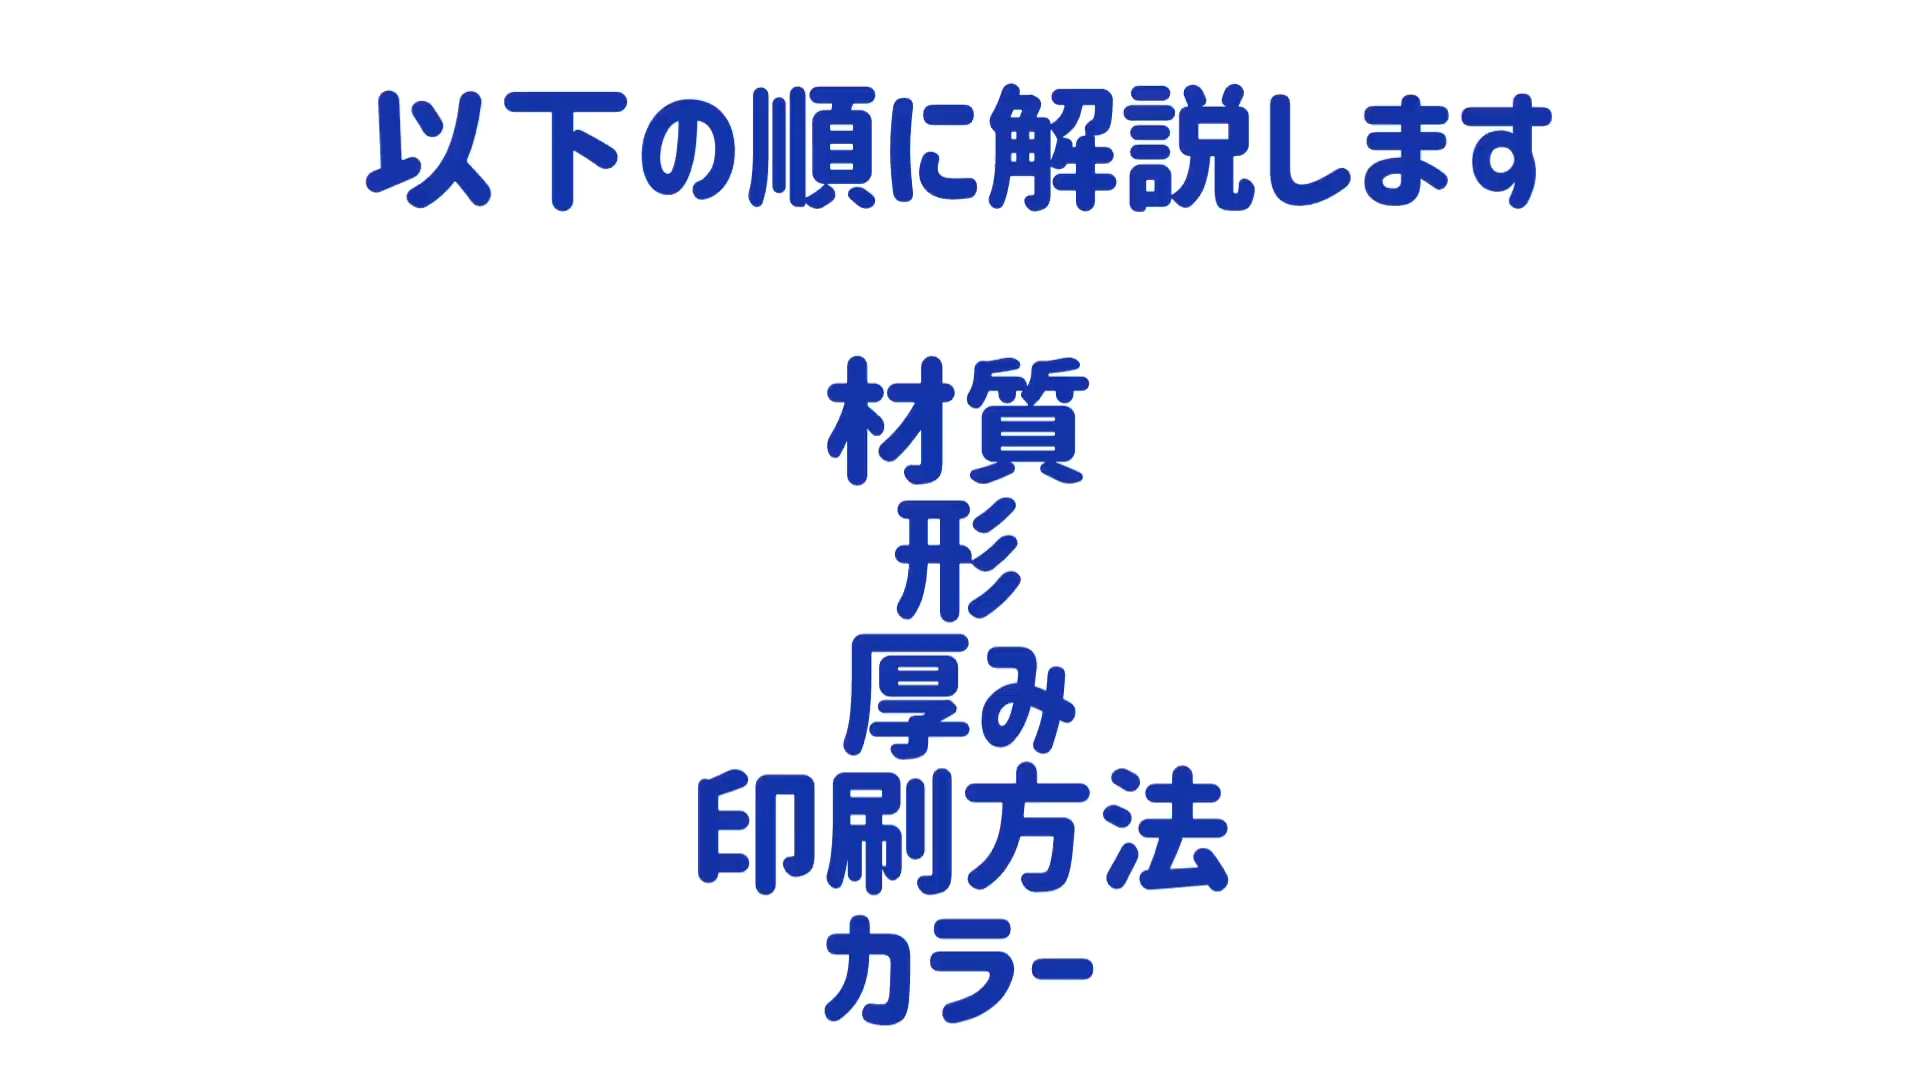 以下の順に解説します
材質
形
厚み
印刷方法
カラー